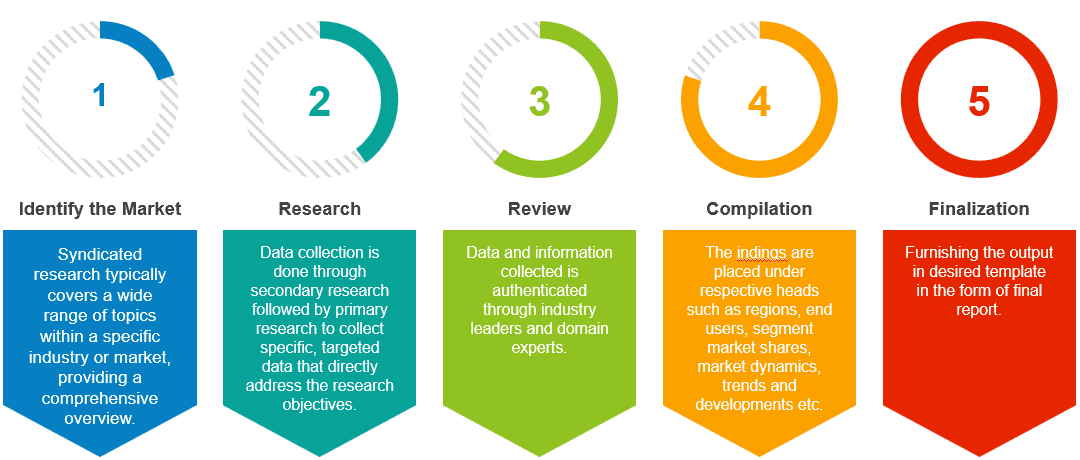 1
2
3
4
5
Identify the Market
Research
Review
Compilation
Finalization
Syndicated
research typically
covers a wide
range of topics
within a specific
industry or market,
providing a
comprehensive
overview.
Data collection is
done through
secondary research
followed by primary
research to collect
specific, targeted
data that directly
address the research
objectives.
Data and information
collected is
authenticated
through industry
leaders and domain
experts.
The indings are
placed under
respective heads
such as regions, end
users, segment
market shares,
market dynamics,
trends and
developments etc.
Furnishing the output
in desired template
in the form of final
report.